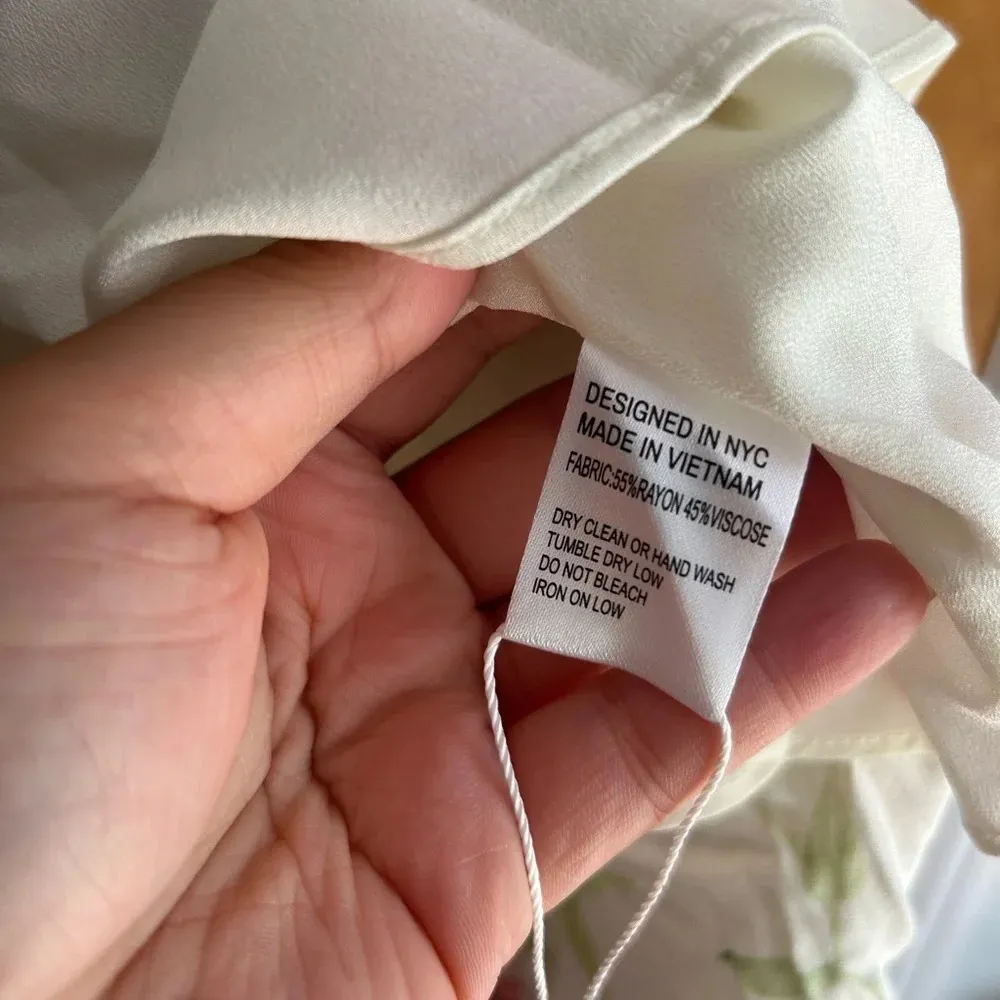 DESIGNED IN NYC
MADE IN VIETNAM
FABRIC:55%RAYON 45%VISCOSE
DRY CLEAN OR HAND WASH
TUMBLE DRY LOW
DO NOT BLEACH
IRON ON LOW